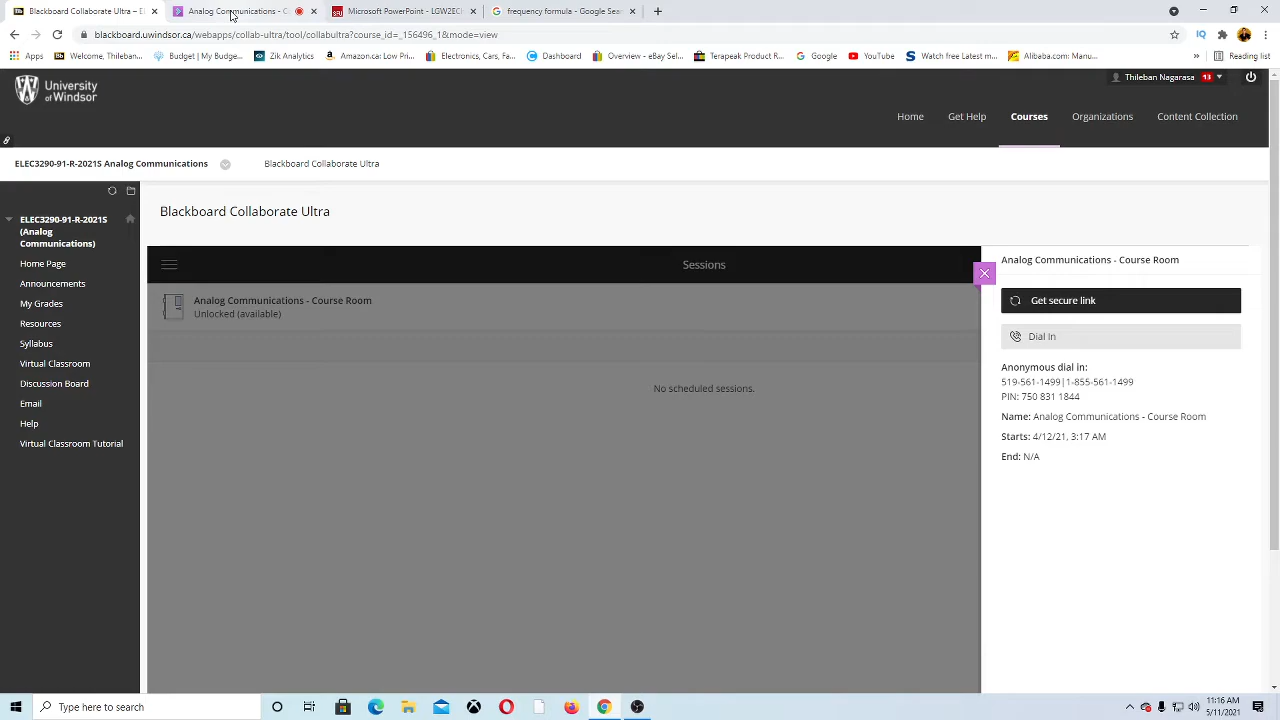 Blackboard Collaborate Ultra –
Analog Communications - C
Microsoft PowerPoint - LGW2EC
frequency formula - Google Sea
blackboard.uwindsor.ca/webapps/collab-ultra/tool/collabultra?course_id=_156496_1&mode=view
Apps
Welcome, Thileban...
Budget | My Budge...
Zik Analytics
Amazon.ca: Low Pri...
Electronics, Cars, F...
Dashboard
Overview - eBay Sel...
Terapeak Product R...
Google
YouTube
Watch free latest m...
Alibaba.com: Manu...
»
Reading list
University
of Windsor
Thileban Nagarasa
13
Home
Get Help
Courses
Organizations
Content Collection
ELEC3290-91-R-2021S Analog Communications
Blackboard Collaborate Ultra
ELEC3290-91-R-2021S
(Analog
Communications)
Home Page
Announcements
My Grades
Resources
Syllabus
Virtual Classroom
Discussion Board
Email
Help
Virtual Classroom Tutorial
Blackboard Collaborate Ultra
Sessions
Analog Communications - Course Room
Unlocked (available)
No scheduled sessions.
Analog Communications - Course Room
Get secure link
Dial In
Anonymous dial in:
519-561-1499|1-855-561-1499
PIN: 750 831 1844
Name: Analog Communications - Course Room
Starts: 4/12/21, 3:17 AM
End: N/A
Type here to search
11:16 AM
5/11/2021